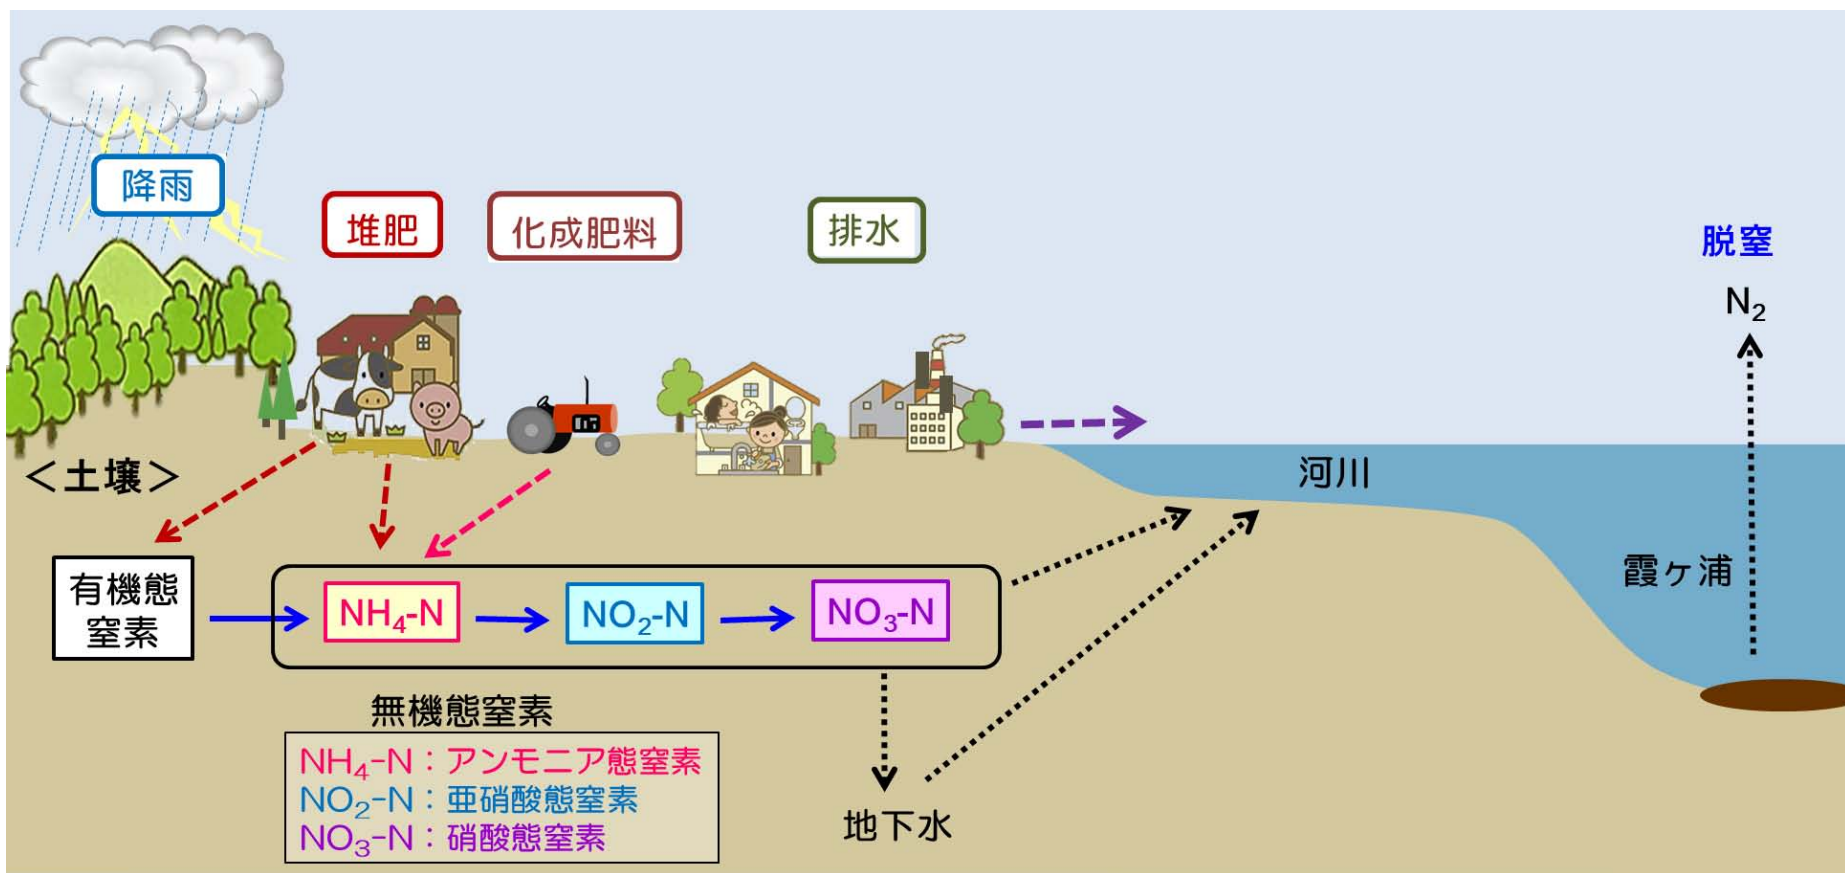 降雨
堆肥
化成肥料
排水
脱窒
N₂
<土壌>
河川
霞ヶ浦
有機態
窒素
NH₄-N
NO₂-N
NO₃-N
無機態窒素
NH₄-N：アンモニア態窒素
NO₂-N：亜硝酸態窒素
NO₃-N：硝酸態窒素
地下水